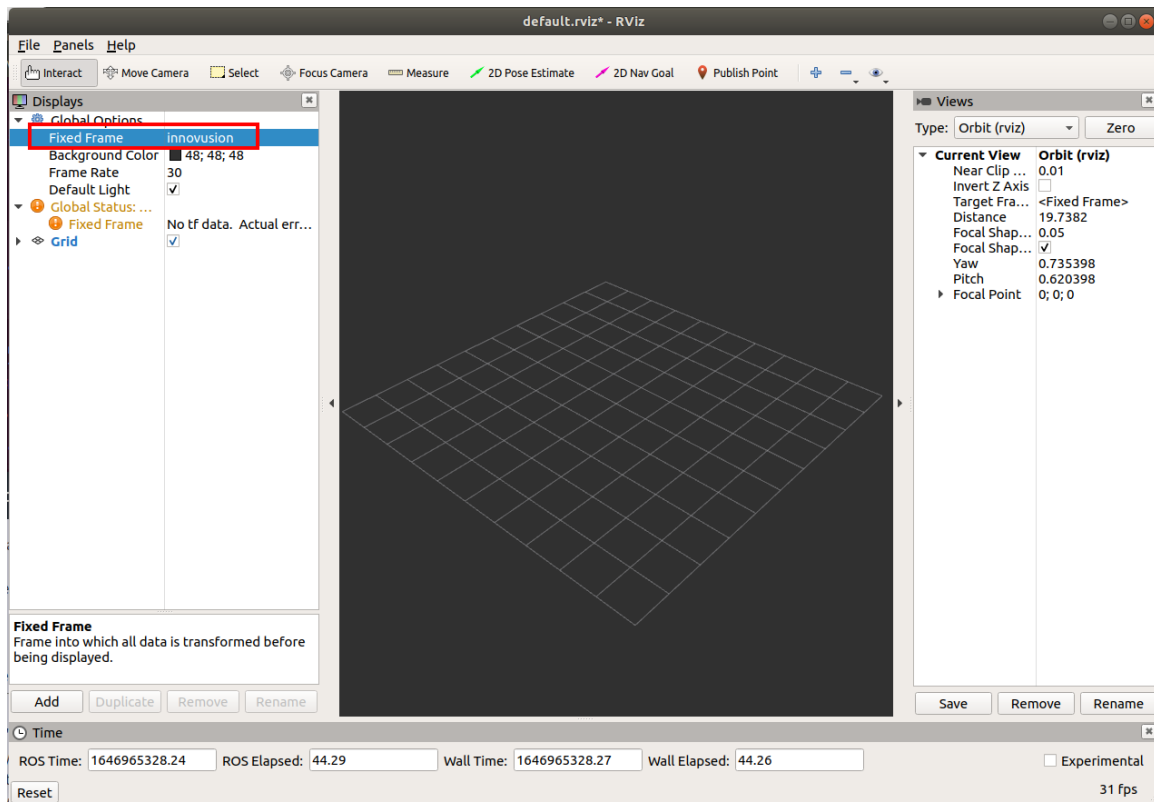 default.rviz* - RViz
File Panels Help
Interact Move Camera Select Focus Camera Measure 2D Pose Estimate 2D Nav Goal Publish Point
Displays
Global Options
Fixed Frame innovusion
Background Color 48; 48; 48
Frame Rate 30
Default Light
Global Status: ...
Fixed Frame No tf data. Actual err...
Grid
Fixed Frame
Frame into which all data is transformed before
being displayed.
Add Duplicate Remove Rename
Views
Type: Orbit (rviz) Zero
Current View Orbit (rviz)
Near Clip ... 0.01
Invert Z Axis
Target Fra... <Fixed Frame>
Distance 19.7382
Focal Shap... 0.05
Focal Shap...
Yaw 0.735398
Pitch 0.620398
Focal Point 0; 0; 0
Save Remove Rename
Time
ROS Time: 1646965328.24 ROS Elapsed: 44.29 Wall Time: 1646965328.27 Wall Elapsed: 44.26 Experimental
Reset 31 fps